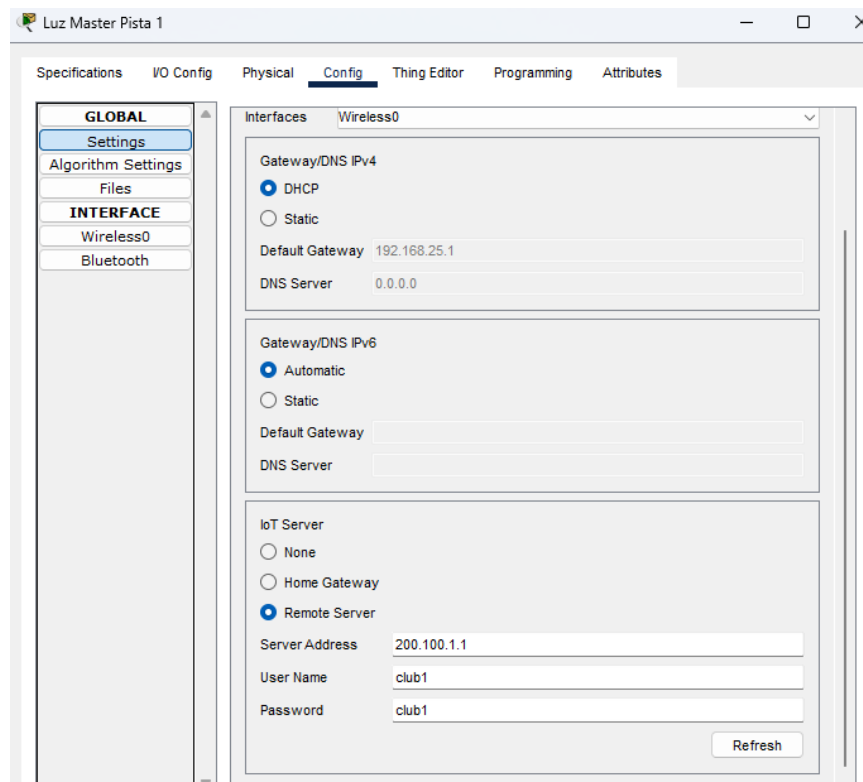 Luz Master Pista 1
Specifications I/O Config Physical Config Thing Editor Programming Attributes
GLOBAL
Settings
Algorithm Settings
Files
INTERFACE
Wireless0
Bluetooth
Interfaces Wireless0
Gateway/DNS IPv4
DHCP
Static
Default Gateway 192.168.25.1
DNS Server 0.0.0.0
Gateway/DNS IPv6
Automatic
Static
Default Gateway
DNS Server
IoT Server
None
Home Gateway
Remote Server
Server Address 200.100.1.1
User Name club1
Password club1
Refresh